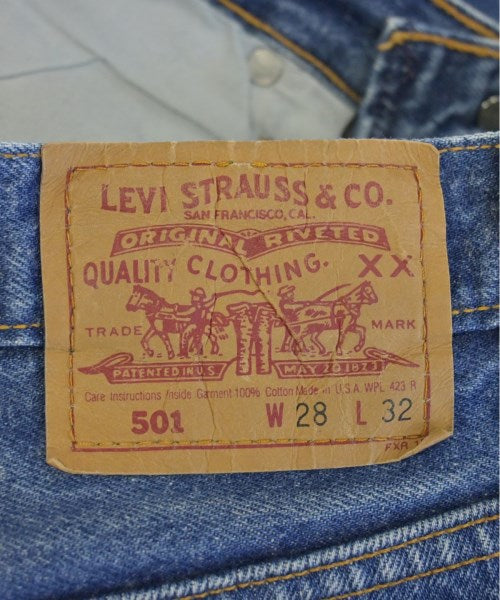 LEVI STRAUSS & CO.
SAN FRANCISCO, CAL.
ORIGINAL RIVETED
QUALITY CLOTHING. XX
TRADE MARK
PATENTED IN U.S. MAY 20 1873
Care Instructions Inside Garment 100% Cotton Made in U.S.A. WPL 423 R
501 W 28 L 32